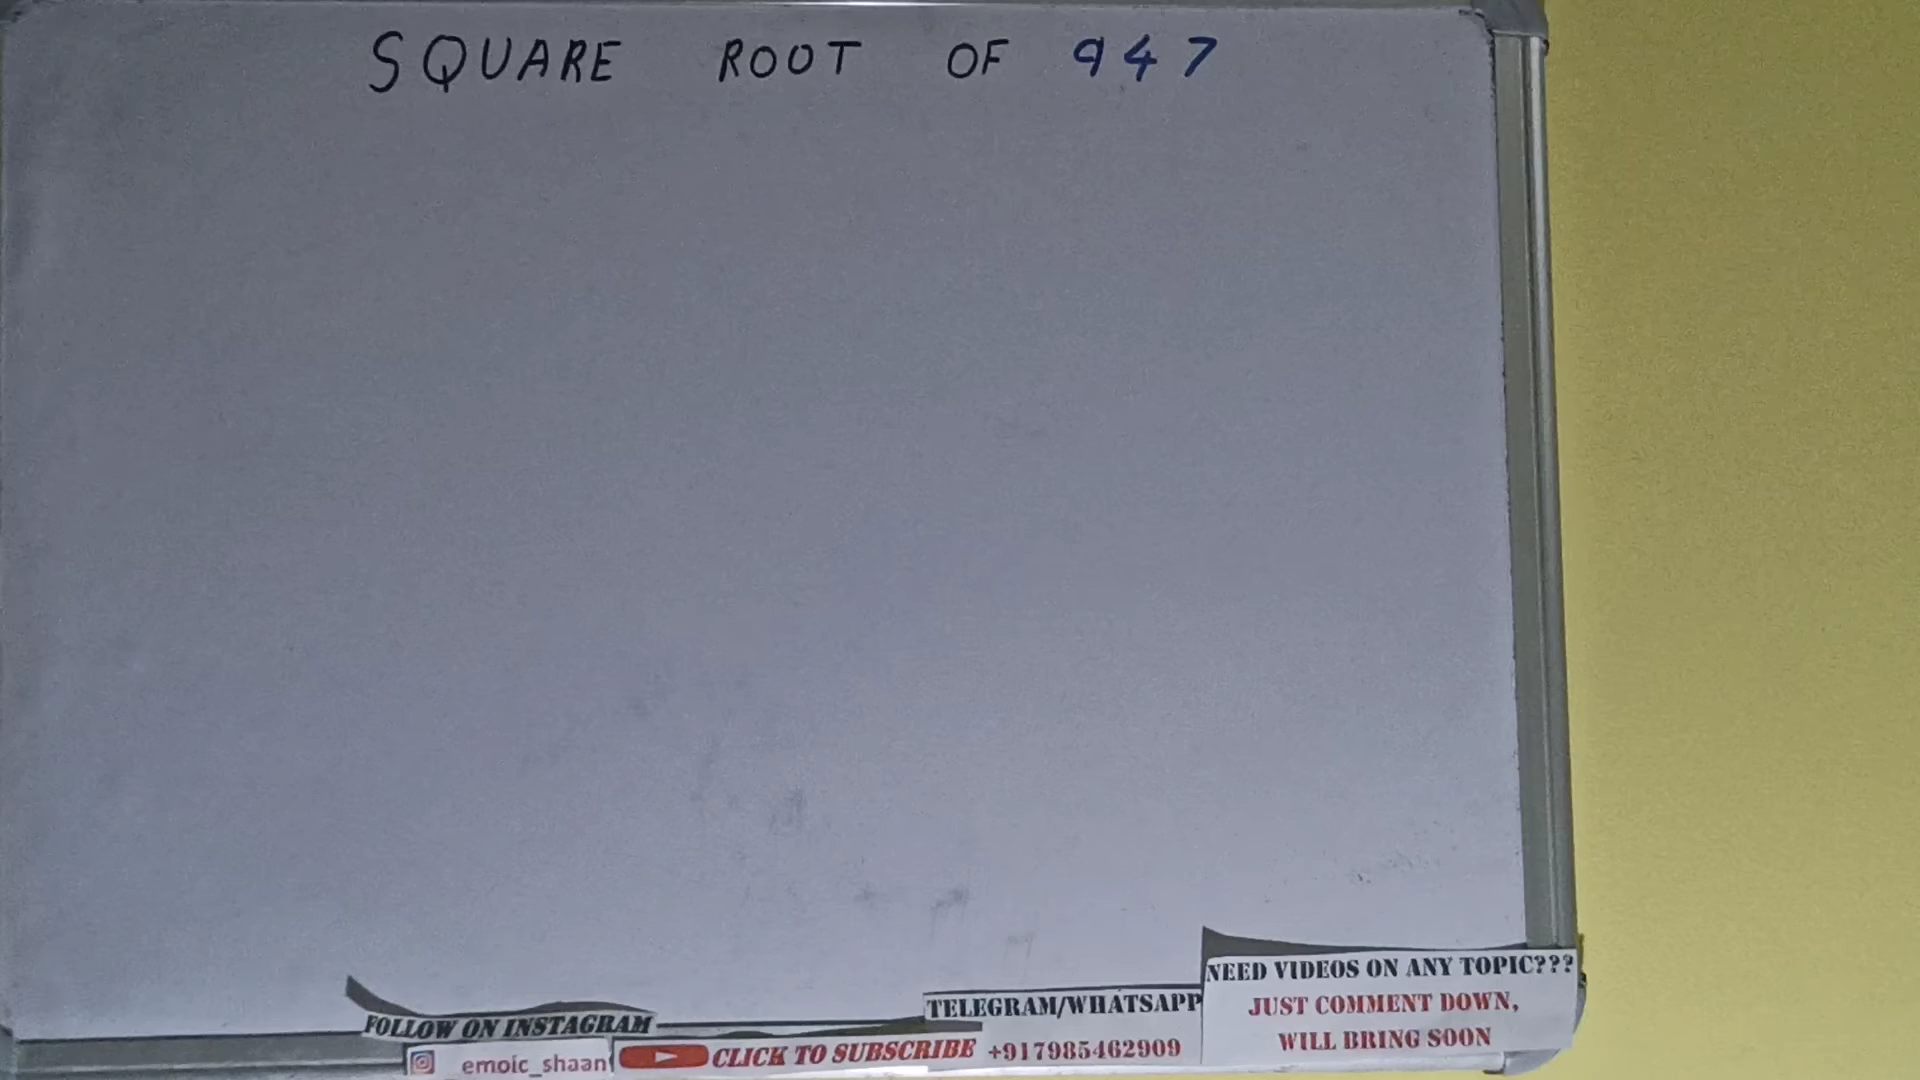 SQUARE ROOT OF 947
NEED VIDEOS ON ANY TOPIC???
JUST COMMENT DOWN,
WILL BRING SOON
TELEGRAM/WHATSAPP
+917985462909
FOLLOW ON INSTAGRAM
_emoic_shaan
CLICK TO SUBSCRIBE